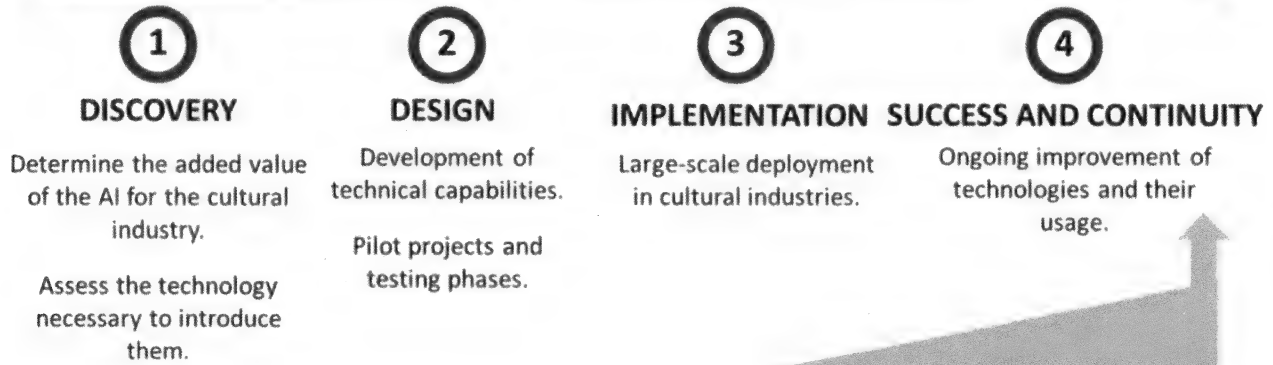 1
DISCOVERY
Determine the added value
of the AI for the cultural
industry.
Assess the technology
necessary to introduce
them.
2
DESIGN
Development of
technical capabilities.
Pilot projects and
testing phases.
3
IMPLEMENTATION
Large-scale deployment
in cultural industries.
4
SUCCESS AND CONTINUITY
Ongoing improvement of
technologies and their
usage.